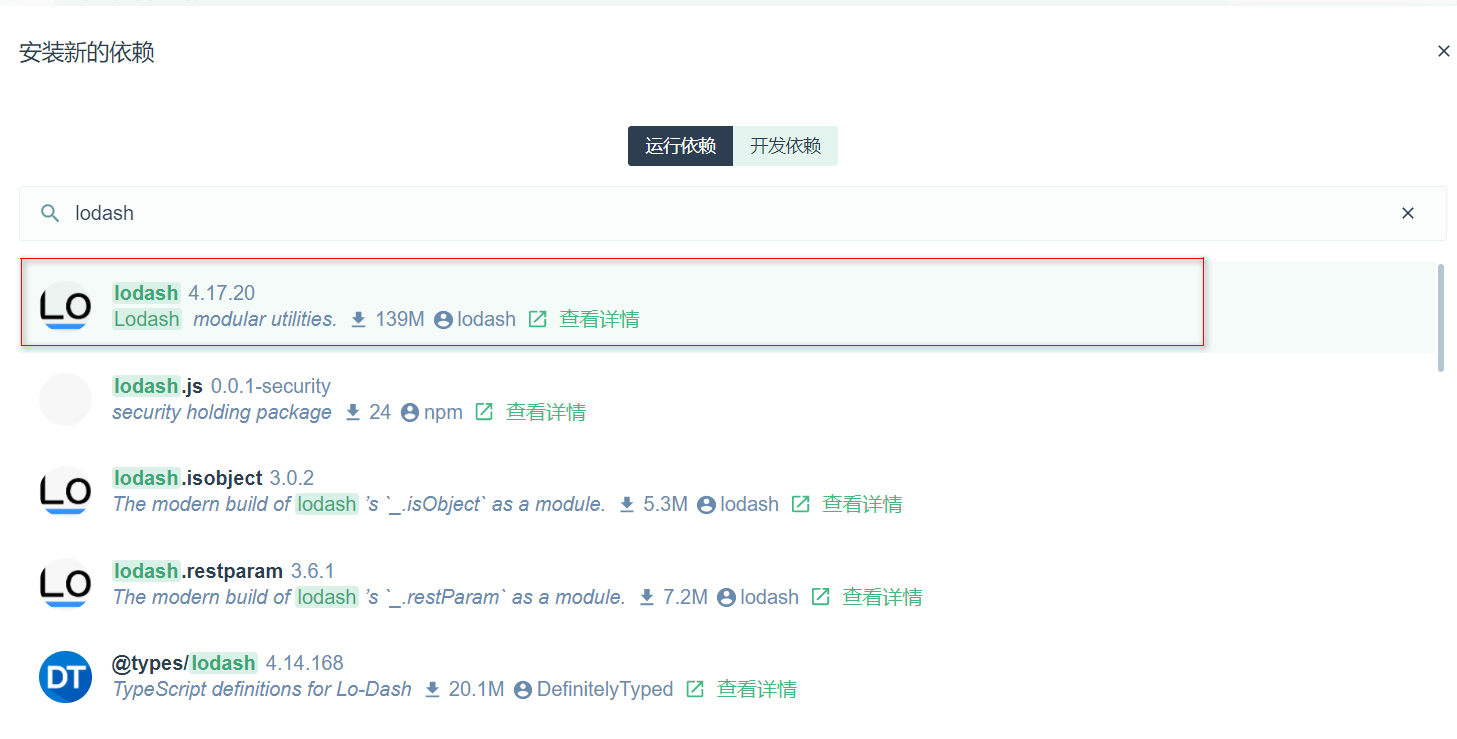 安装新的依赖
运行依赖 开发依赖
lodash
LO
lodash 4.17.20
Lodash modular utilities. 139M lodash 查看详情
lodash.js 0.0.1-security
security holding package 24 npm 查看详情
LO
lodash.isobject 3.0.2
The modern build of lodash ’s `_.isObject` as a module. 5.3M lodash 查看详情
LO
lodash.restparam 3.6.1
The modern build of lodash ’s `_.restParam` as a module. 7.2M lodash 查看详情
DT
@types/lodash 4.14.168
TypeScript definitions for Lo-Dash 20.1M DefinitelyTyped 查看详情